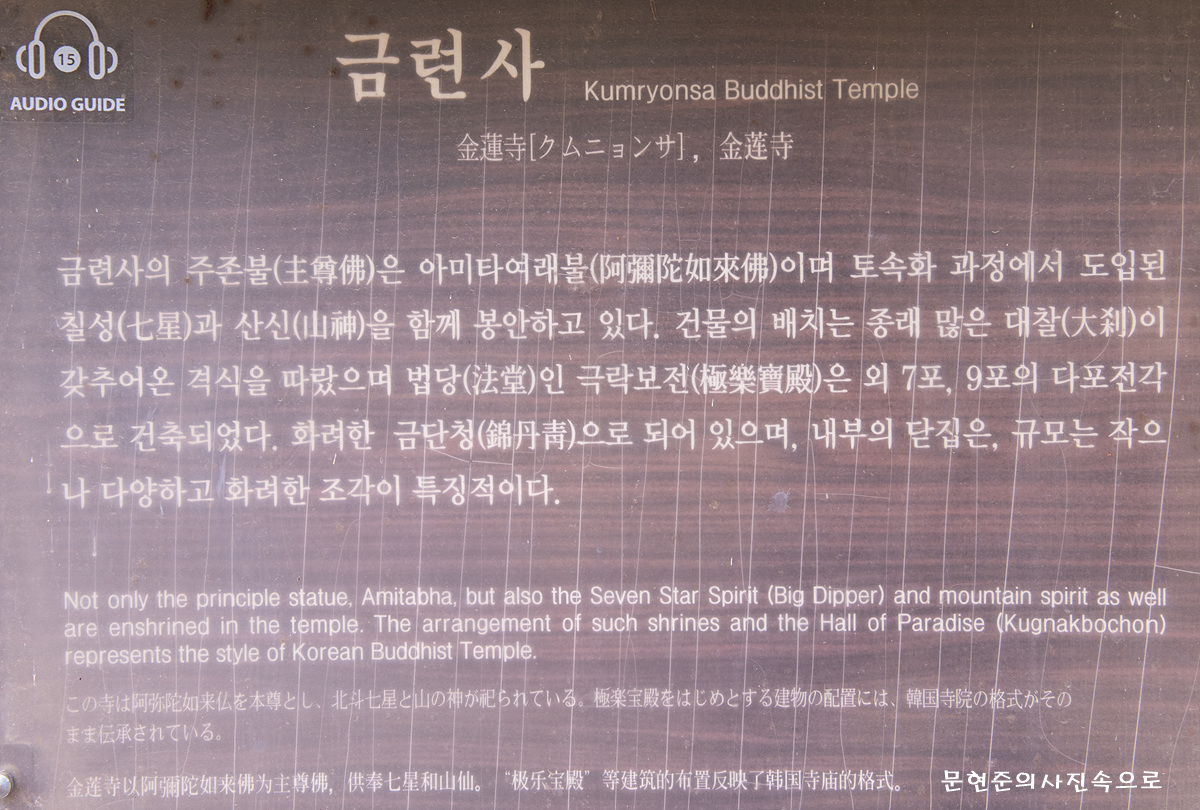 15
AUDIO GUIDE
금련사 Kumryonsa Buddhist Temple
金蓮寺[クムニョンサ], 金莲寺
금련사의 주존불(主尊佛)은 아미타여래불(阿彌陀如來佛)이며 토속화 과정에서 도입된
칠성(七星)과 산신(山神)을 함께 봉안하고 있다. 건물의 배치는 종래 많은 대찰(大刹)이
갖추어온 격식을 따랐으며 법당(法堂)인 극락보전(極樂寶殿)은 외 7포, 9포의 다포전각
으로 건축되었다. 화려한 금단청(錦丹靑)으로 되어 있으며, 내부의 닫집은, 규모는 작으
나 다양하고 화려한 조각이 특징적이다.
Not only the principle statue, Amitabha, but also the Seven Star Spirit (Big Dipper) and mountain spirit as well
are enshrined in the temple. The arrangement of such shrines and the Hall of Paradise (Kugnakbochon)
represents the style of Korean Buddhist Temple.
この寺は阿弥陀如来仏を本尊とし、北斗七星と山の神が祀られている。極楽宝殿をはじめとする建物の配置には、韓国寺院の格式がその
まま伝承されている。
金莲寺以阿彌陀如来佛为主尊佛，供奉七星和山仙。“极乐宝殿”等建筑的布置反映了韩国寺庙的格式。
문현준의사진속으로